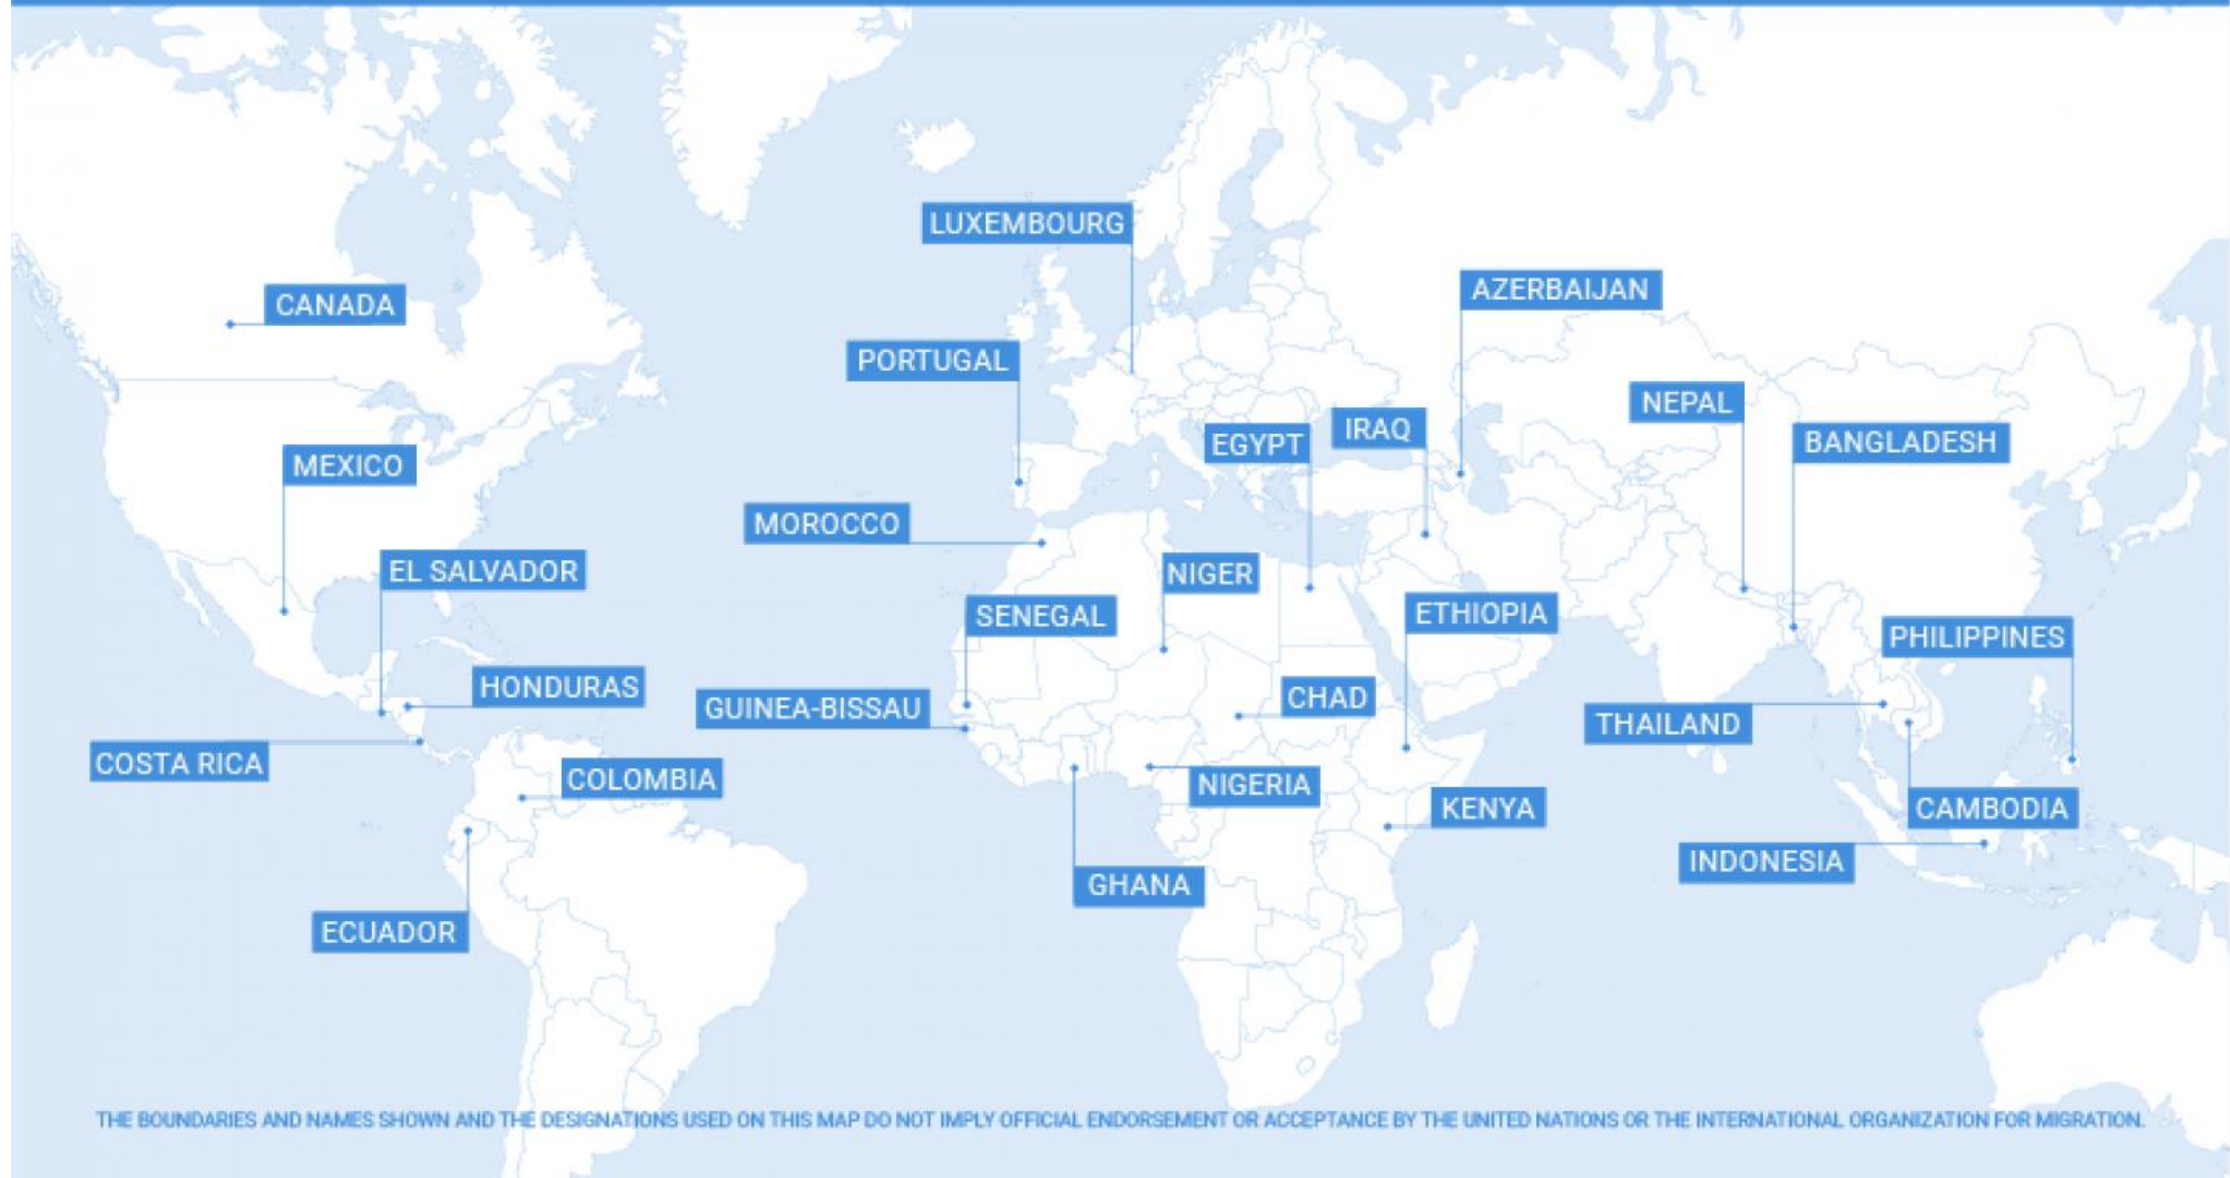 LUXEMBOURG
AZERBAIJAN
CANADA
PORTUGAL
NEPAL
IRAQ
EGYPT
BANGLADESH
MEXICO
MOROCCO
EL SALVADOR
NIGER
SENEGAL
ETHIOPIA
PHILIPPINES
HONDURAS
CHAD
GUINEA-BISSAU
THAILAND
COSTA RICA
COLOMBIA
NIGERIA
KENYA
CAMBODIA
INDONESIA
GHANA
ECUADOR
THE BOUNDARIES AND NAMES SHOWN AND THE DESIGNATIONS USED ON THIS MAP DO NOT IMPLY OFFICIAL ENDORSEMENT OR ACCEPTANCE BY THE UNITED NATIONS OR THE INTERNATIONAL ORGANIZATION FOR MIGRATION.